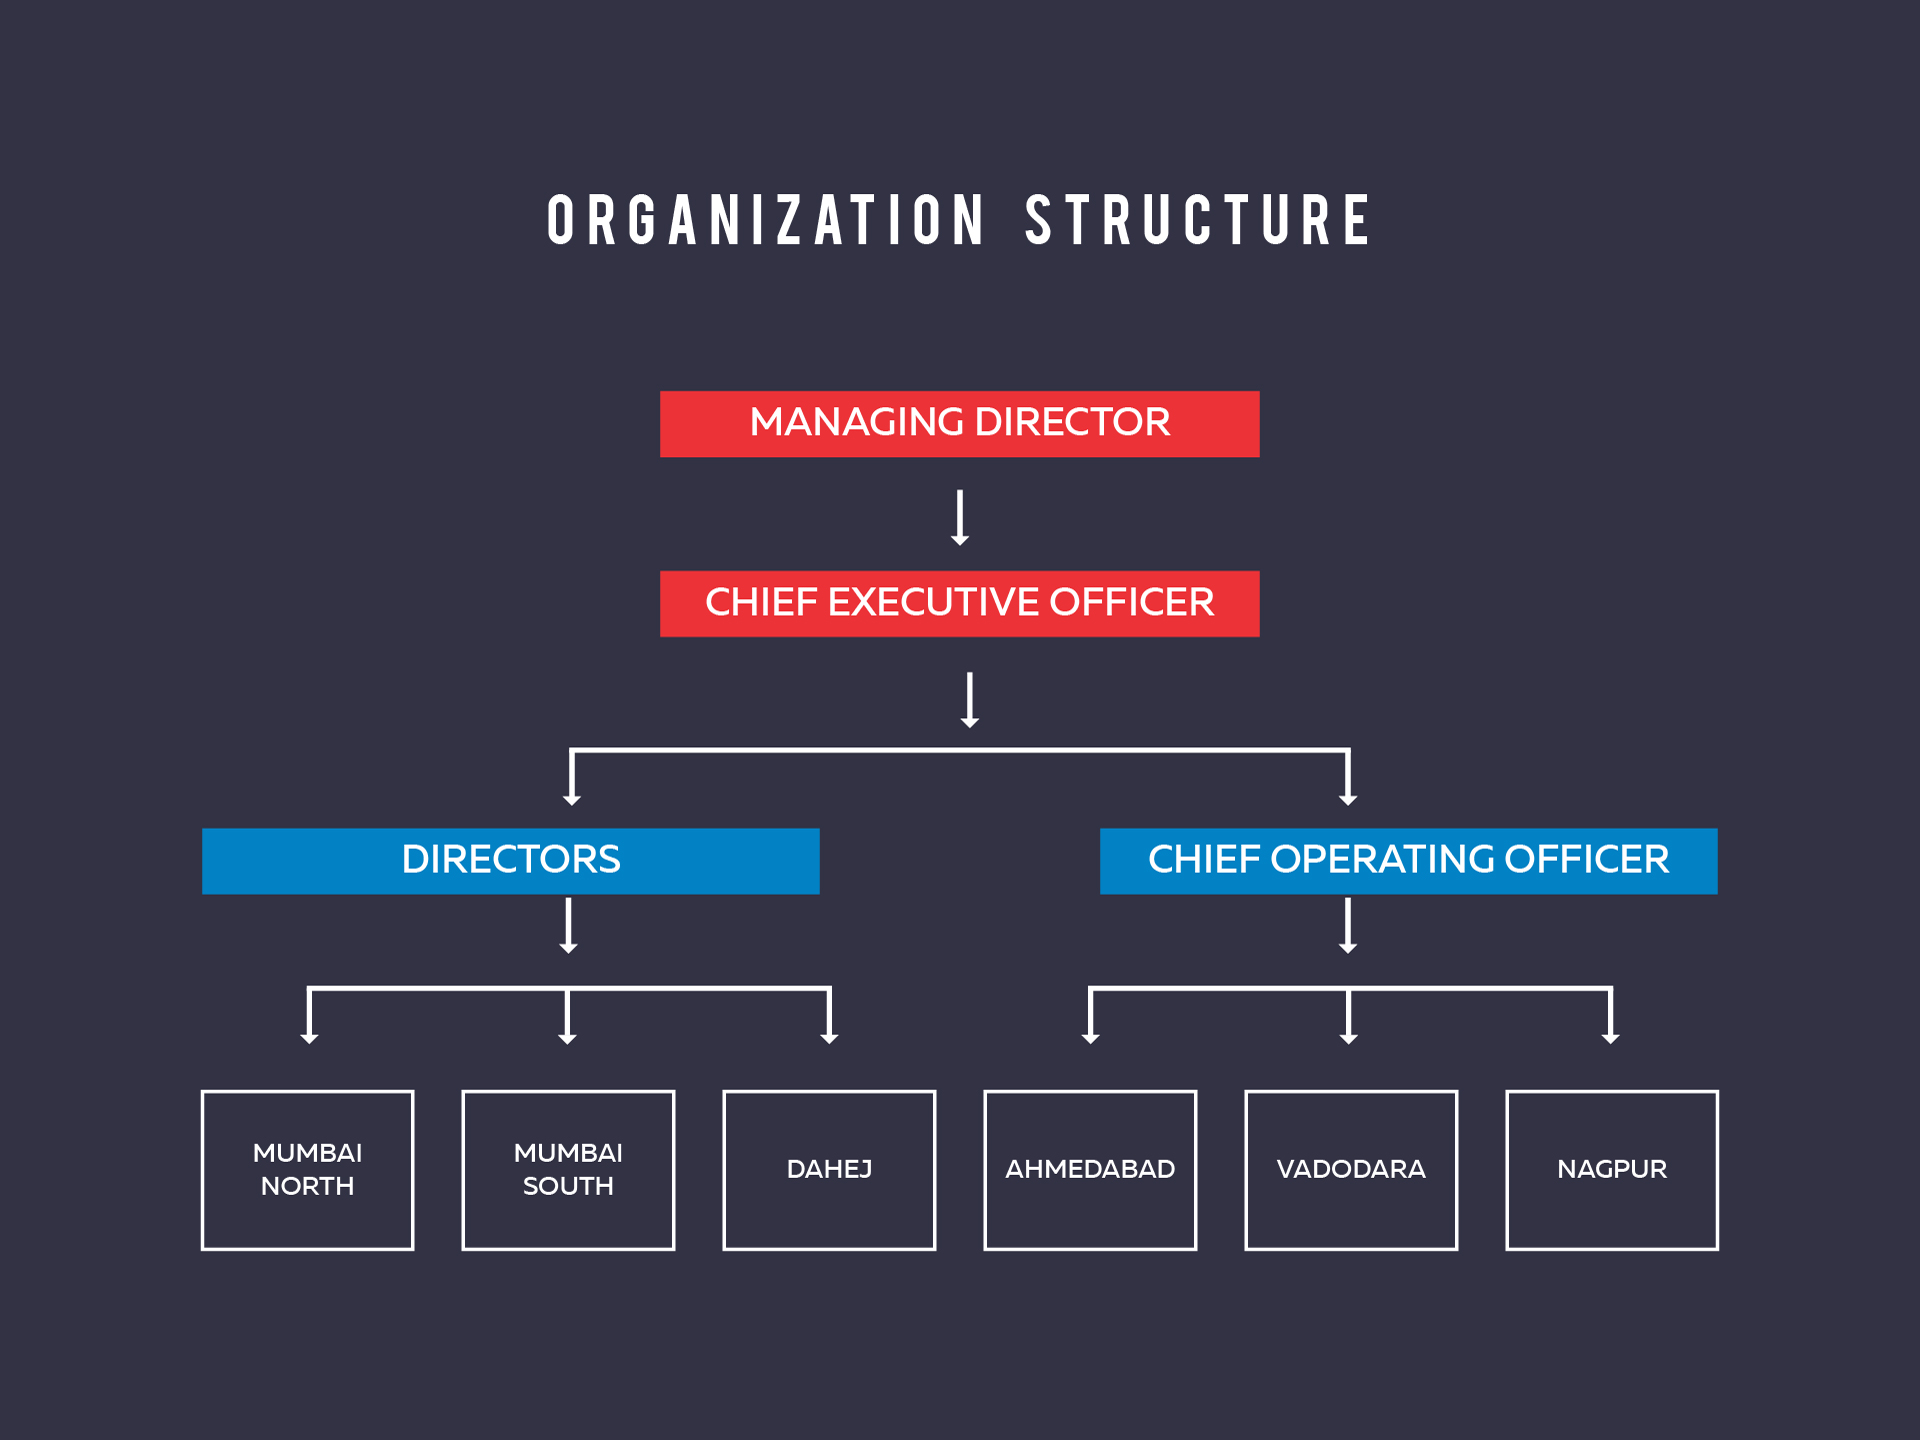 ORGANIZATION STRUCTURE
MANAGING DIRECTOR
CHIEF EXECUTIVE OFFICER
DIRECTORS
CHIEF OPERATING OFFICER
MUMBAI
NORTH
MUMBAI
SOUTH
DAHEJ
AHMEDABAD
VADODARA
NAGPUR